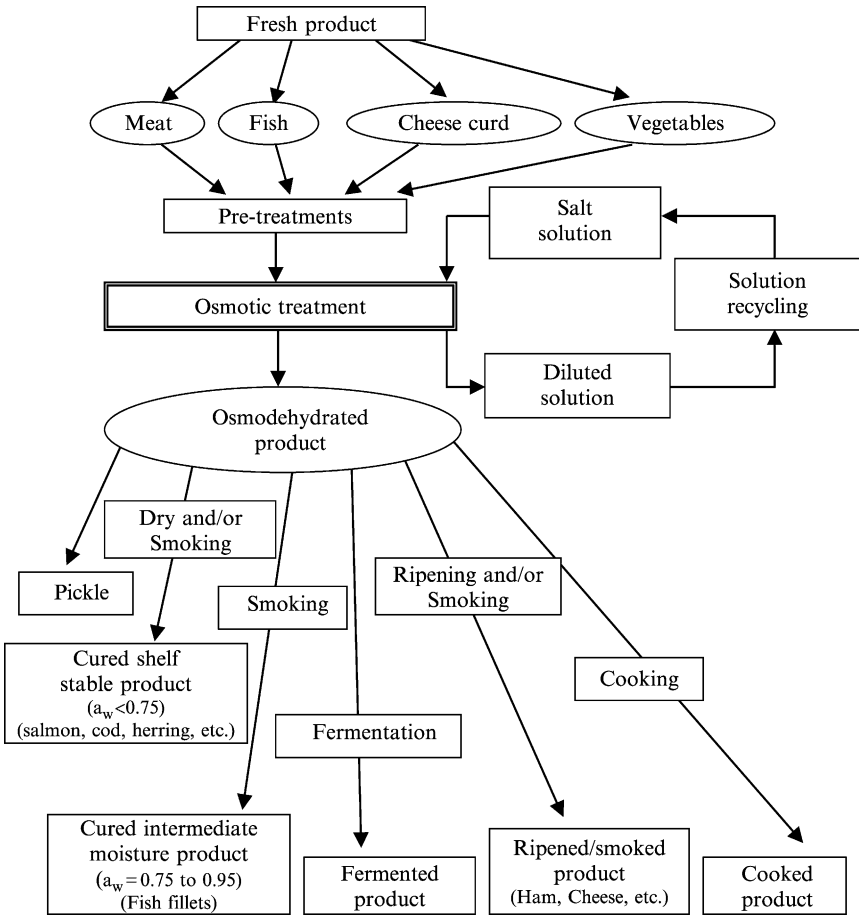 Fresh product
Meat
Fish
Cheese curd
Vegetables
Pre-treatments
Salt
solution
Solution
recycling
Osmotic treatment
Diluted
solution
Osmodehydrated
product
Dry and/or
Smoking
Ripening and/or
Smoking
Pickle
Smoking
Cured shelf
stable product
(aw<0.75)
(salmon, cod, herring, etc.)
Cooking
Fermentation
Cured intermediate
moisture product
(aw = 0.75 to 0.95)
(Fish fillets)
Fermented
product
Ripened/smoked
product
(Ham, Cheese, etc.)
Cooked
product